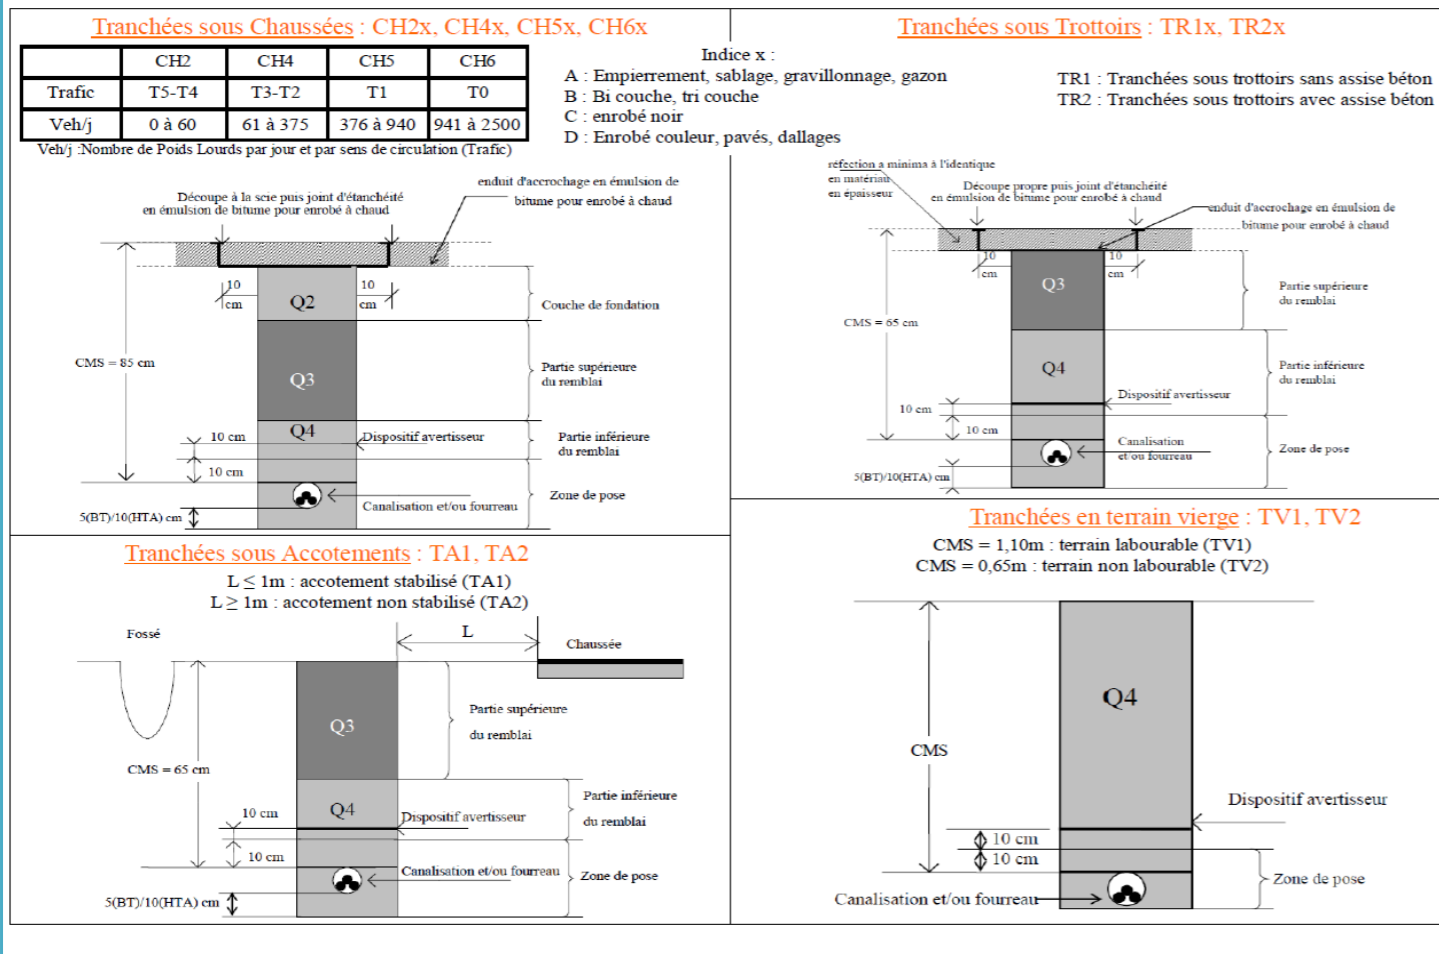 Tranchées sous Chaussées : CH2x, CH4x, CH5x, CH6x
CH2 CH4 CH5 CH6
Trafic T5-T4 T3-T2 T1 T0
Veh/j 0 à 60 61 à 375 376 à 940 941 à 2500
Veh/j :Nombre de Poids Lourds par jour et par sens de circulation (Trafic)
Indice x :
A : Empierrement, sablage, gravillonnage, gazon
B : Bi couche, tri couche
C : enrobé noir
D : Enrobé couleur, pavés, dallages
Découpe à la scie puis joint d'étanchéité
en émulsion de bitume pour enrobé à chaud
enduit d'accrochage en émulsion de
bitume pour enrobé à chaud
10
cm
10
cm
Q2
Couche de fondation
CMS = 85 cm
Q3
Partie supérieure
du remblai
Q4
10 cm
Dispositif avertisseur
Partie inférieure
du remblai
10 cm
Zone de pose
Canalisation et/ou fourreau
5(BT)/10(HTA) cm
Tranchées sous Trottoirs : TR1x, TR2x
TR1 : Tranchées sous trottoirs sans assise béton
TR2 : Tranchées sous trottoirs avec assise béton
réfection a minima à l'identique
en matériau
en épaisseur
Découpe propre puis joint d'étanchéité
en émulsion de bitume pour enrobé à chaud
enduit d'accrochage en émulsion de
bitume pour enrobé à chaud
10
cm
10
cm
Q3
Partie supérieure
du remblai
CMS = 65 cm
Q4
Partie inférieure
du remblai
Dispositif avertisseur
10 cm
10 cm
Canalisation
et/ou fourreau
Zone de pose
5(BT)/10(HTA) cm
Tranchées sous Accotements : TA1, TA2
L ≤ 1m : accotement stabilisé (TA1)
L ≥ 1m : accotement non stabilisé (TA2)
Fossé
L
Chaussée
Q3
Partie supérieure
du remblai
CMS = 65 cm
Q4
Partie inférieure
du remblai
10 cm
Dispositif avertisseur
10 cm
Canalisation et/ou fourreau
Zone de pose
5(BT)/10(HTA) cm
Tranchées en terrain vierge : TV1, TV2
CMS = 1,10m : terrain labourable (TV1)
CMS = 0,65m : terrain non labourable (TV2)
Q4
CMS
Dispositif avertisseur
10 cm
10 cm
Zone de pose
Canalisation et/ou fourreau